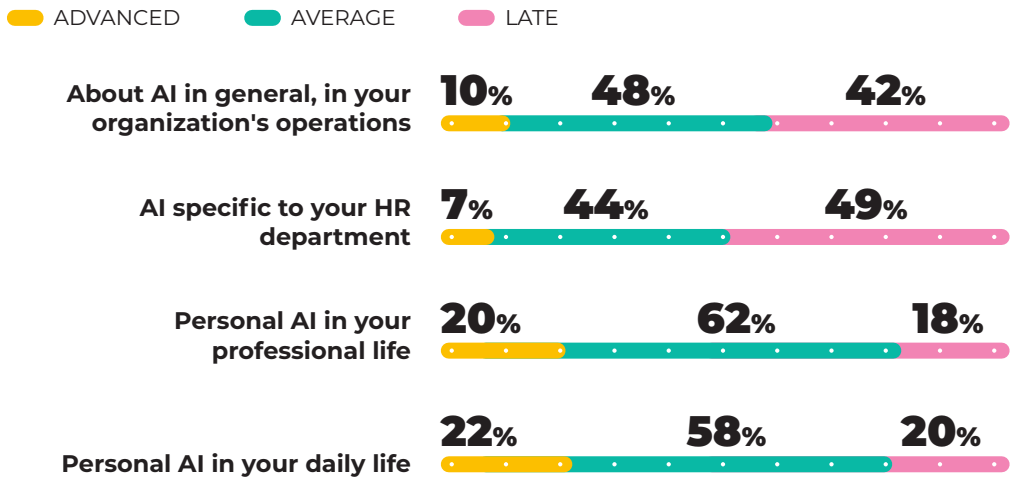 ADVANCED AVERAGE LATE
About AI in general, in your
organization's operations
10% 48% 42%
AI specific to your HR
department
7% 44% 49%
Personal AI in your
professional life
20% 62% 18%
Personal AI in your daily life
22% 58% 20%